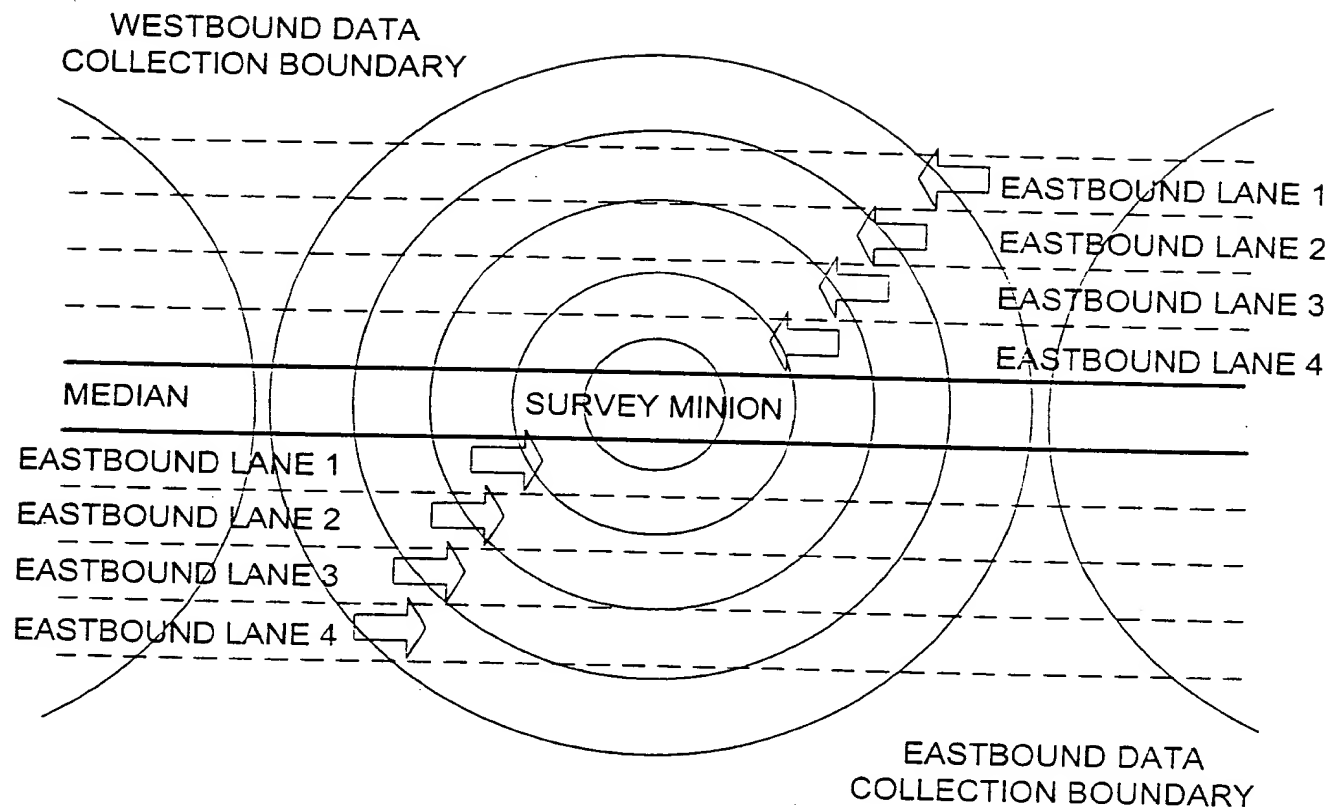 WESTBOUND DATA
COLLECTION BOUNDARY
EASTBOUND LANE 1
EASTBOUND LANE 2
EASTBOUND LANE 3
EASTBOUND LANE 4
MEDIAN
SURVEY MINION
EASTBOUND LANE 1
EASTBOUND LANE 2
EASTBOUND LANE 3
EASTBOUND LANE 4
EASTBOUND DATA
COLLECTION BOUNDARY